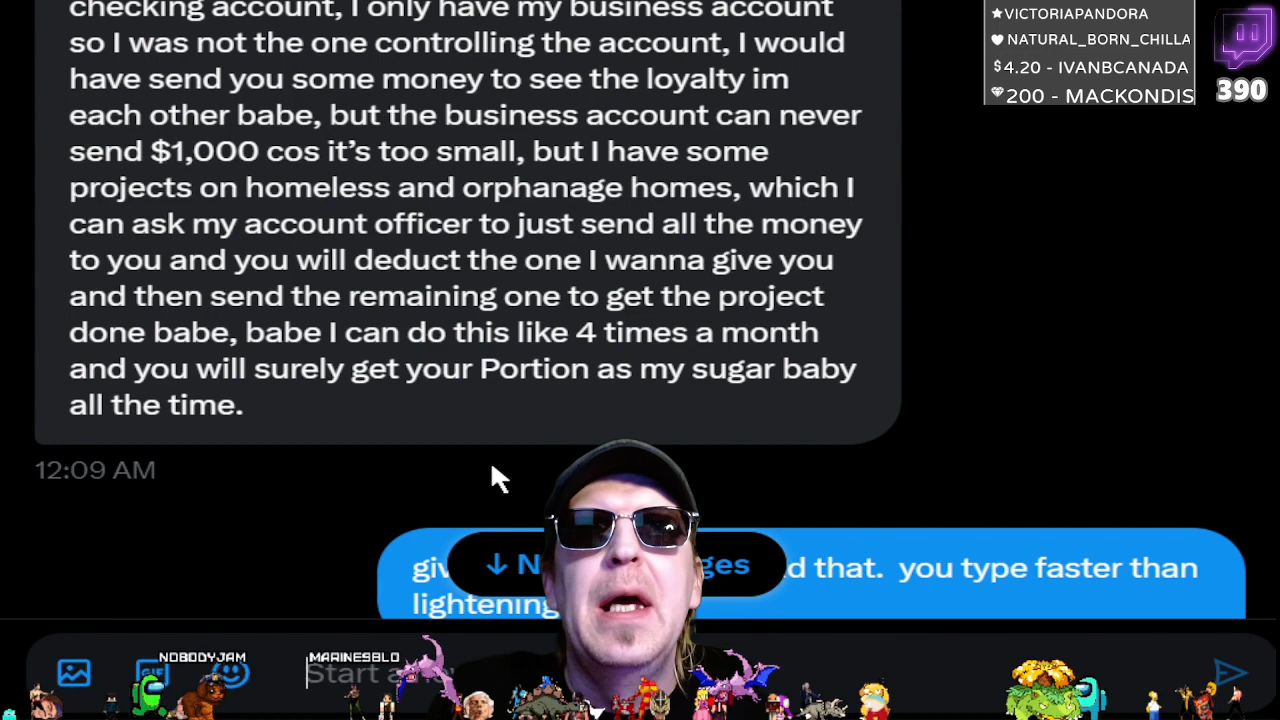 checking account, I only have my business account
so I was not the one controlling the account, I would
have send you some money to see the loyalty im
each other babe, but the business account can never
send $1,000 cos it's too small, but I have some
projects on homeless and orphanage homes, which I
can ask my account officer to just send all the money
to you and you will deduct the one I wanna give you
and then send the remaining one to get the project
done babe, babe I can do this like 4 times a month
and you will surely get your Portion as my sugar baby
all the time.
12:09 AM
that. you type faster than
lightening
Start
GIF
NOBODYJAM
MARINESBLO
VICTORIAPANDORA
NATURAL_BORN_CHILLA
$4.20 - IVANBCANADA
200 - MACKONDIS
390